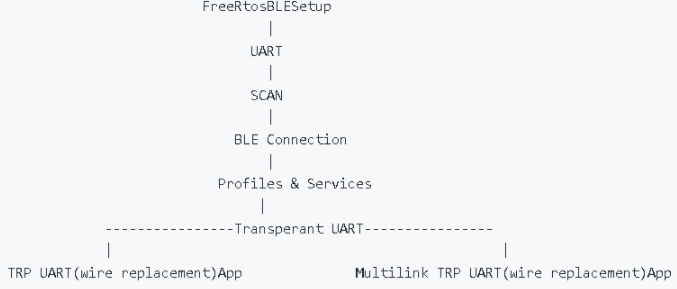 FreeRtosBLESetup
|
UART
|
SCAN
|
BLE Connection
|
Profiles & Services
|
----------------Transperant UART----------------
| |
TRP UART(wire replacement)App Multilink TRP UART(wire replacement)App